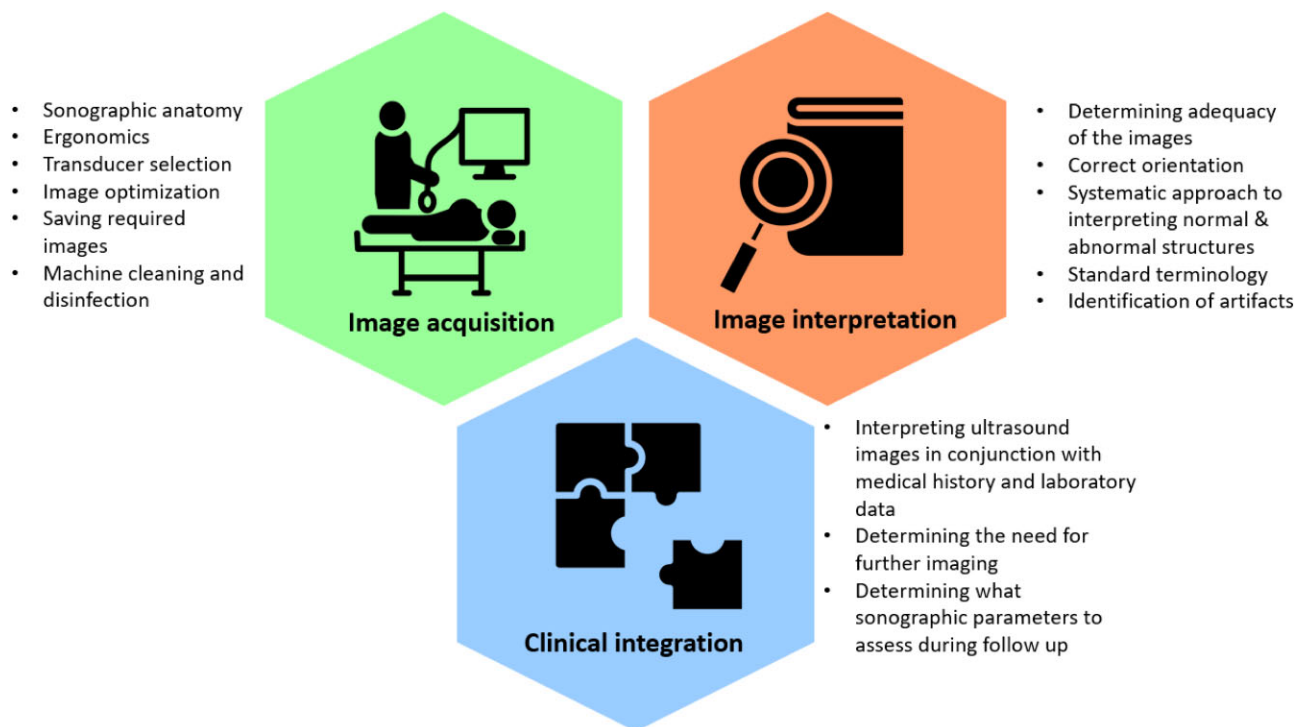 • Sonographic anatomy
• Ergonomics
• Transducer selection
• Image optimization
• Saving required
images
• Machine cleaning and
disinfection
Image acquisition
• Determining adequacy
of the images
• Correct orientation
• Systematic approach to
interpreting normal &
abnormal structures
• Standard terminology
• Identification of artifacts
Image interpretation
• Interpreting ultrasound
images in conjunction with
medical history and laboratory
data
• Determining the need for
further imaging
• Determining what
sonographic parameters to
assess during follow up
Clinical integration